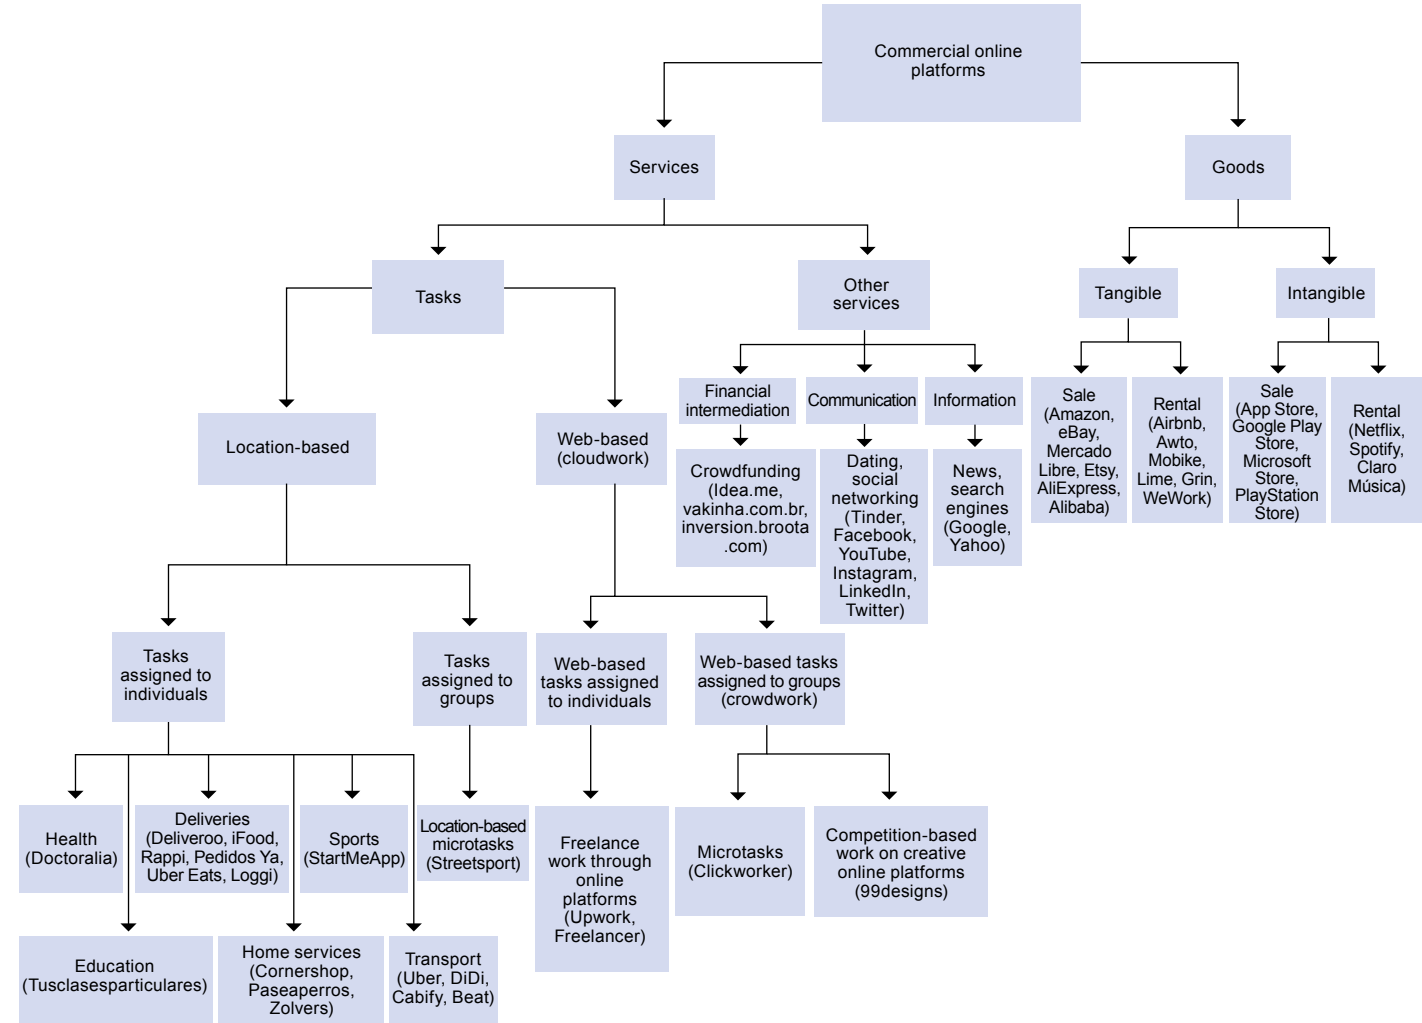 Commercial online
platforms
Services
Goods
Tasks
Other
services
Tangible
Intangible
Financial
intermediation
Communication
Information
Sale
(Amazon,
eBay,
Mercado
Libre, Etsy,
AliExpress,
Alibaba)
Rental
(Airbnb,
Awto,
Mobike,
Lime, Grin,
WeWork)
Sale
(App Store,
Google Play
Store,
Microsoft
Store,
PlayStation
Store)
Rental
(Netflix,
Spotify,
Claro
Música)
Location-based
Web-based
(cloudwork)
Crowdfunding
(Idea.me,
vakinha.com.br,
inversion.broota
.com)
Dating,
social
networking
(Tinder,
Facebook,
YouTube,
Instagram,
LinkedIn,
Twitter)
News,
search
engines
(Google,
Yahoo)
Tasks
assigned to
individuals
Tasks
assigned to
groups
Web-based
tasks assigned
to individuals
Web-based tasks
assigned to groups
(crowdwork)
Health
(Doctoralia)
Deliveries
(Deliveroo, iFood,
Rappi, Pedidos Ya,
Uber Eats, Loggi)
Sports
(StartMeApp)
Location-based
microtasks
(Streetsport)
Freelance
work through
online
platforms
(Upwork,
Freelancer)
Microtasks
(Clickworker)
Competition-based
work on creative
online platforms
(99designs)
Education
(Tusclasesparticulares)
Home services
(Cornershop,
Paseaperros,
Zolvers)
Transport
(Uber, DiDi,
Cabify, Beat)